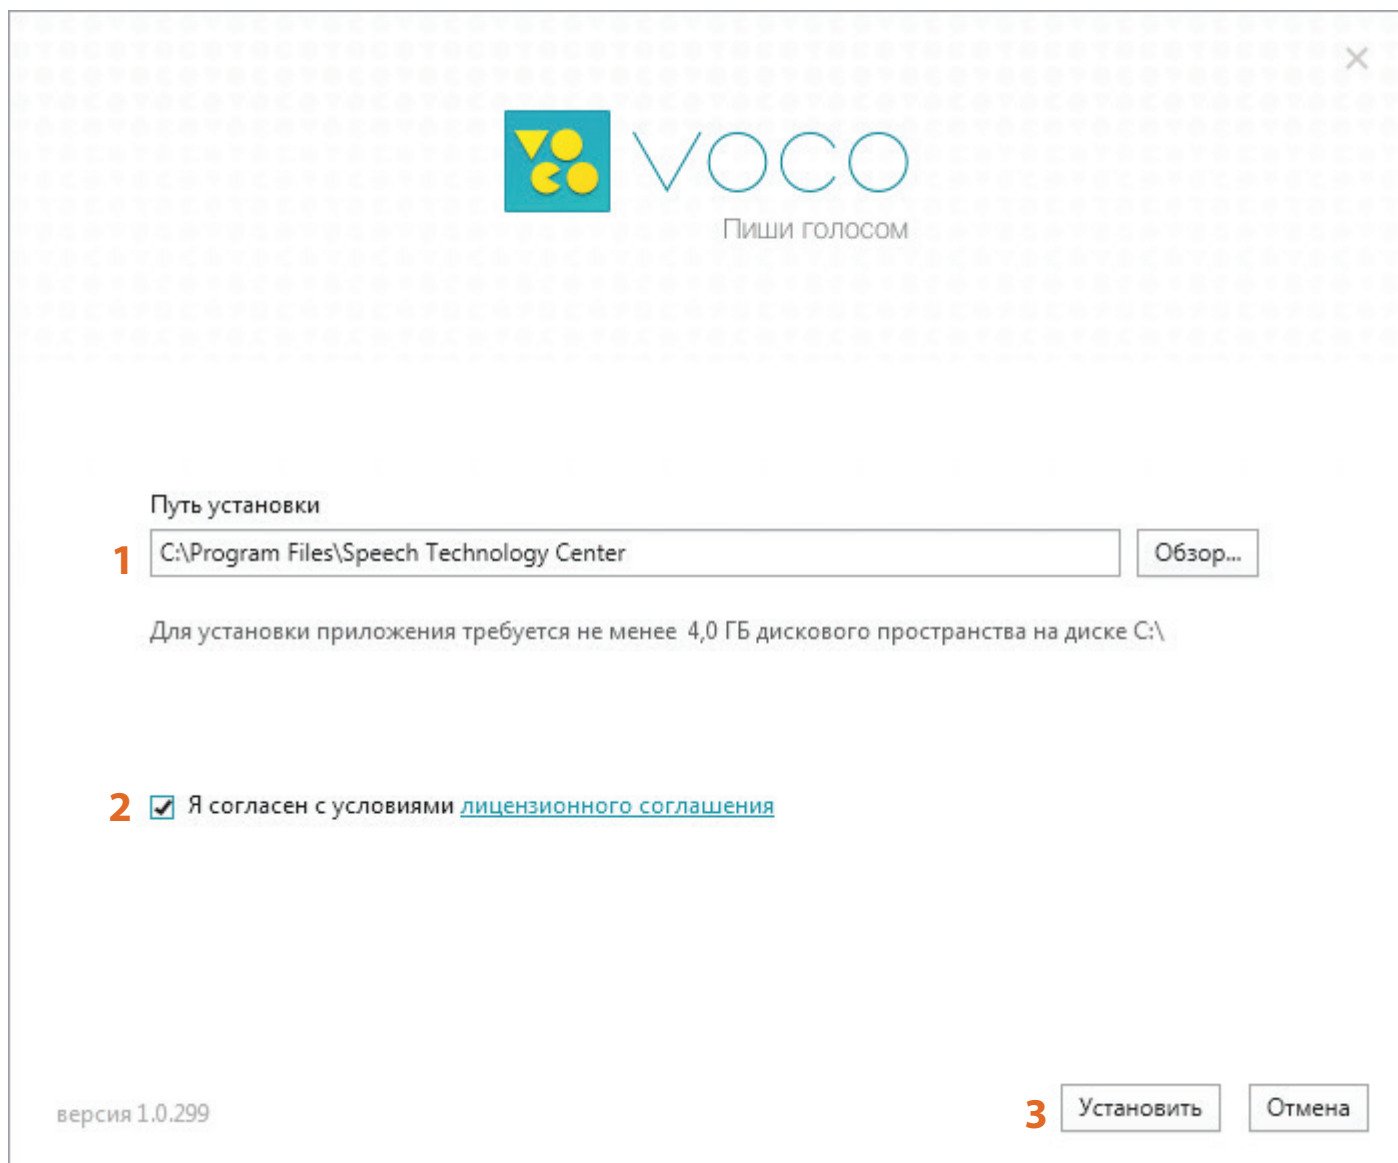 VOCO
Пиши голосом
Путь установки
1 C:\Program Files\Speech Technology Center Обзор...
Для установки приложения требуется не менее 4,0 ГБ дискового пространства на диске C:\
2 Я согласен с условиями лицензионного соглашения
версия 1.0.299 3 Установить Отмена